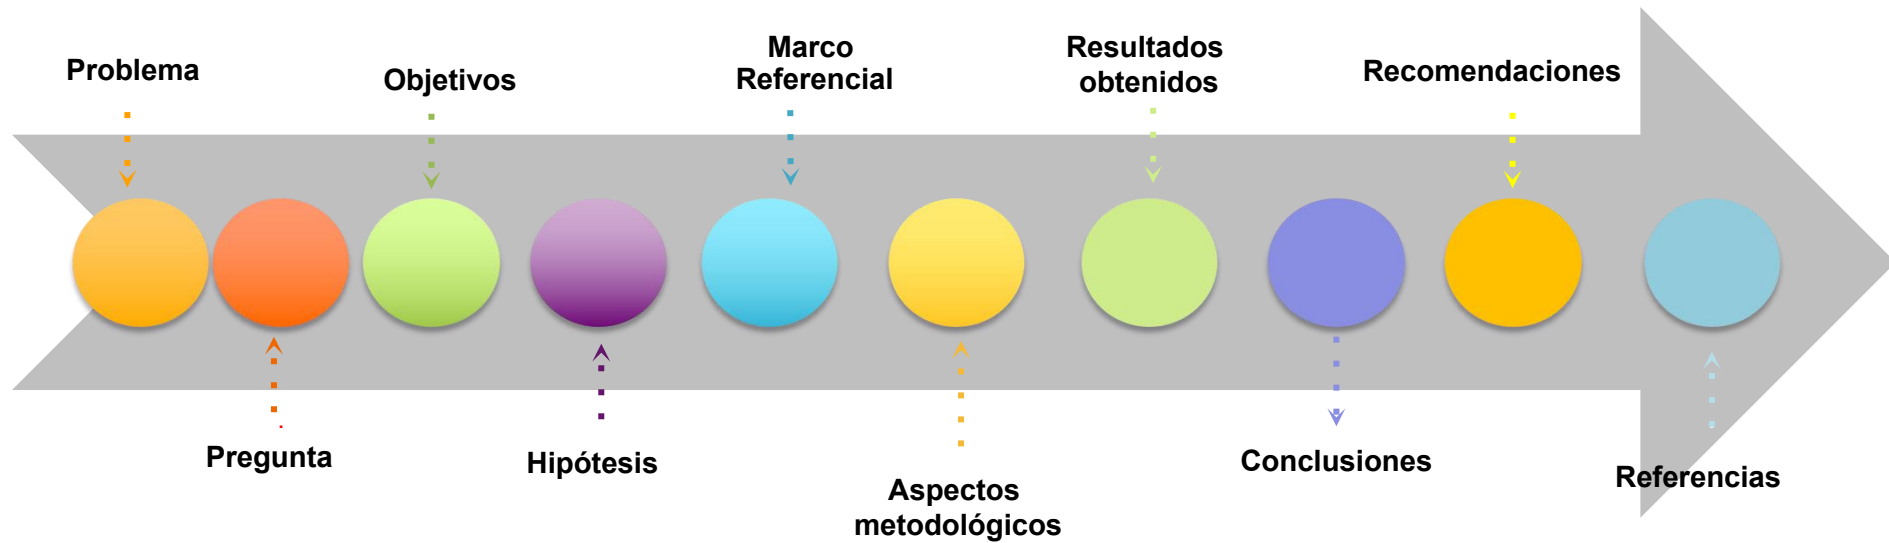 Problema
Objetivos
Marco
Referencial
Resultados
obtenidos
Recomendaciones
Pregunta
Hipótesis
Aspectos
metodológicos
Conclusiones
Referencias